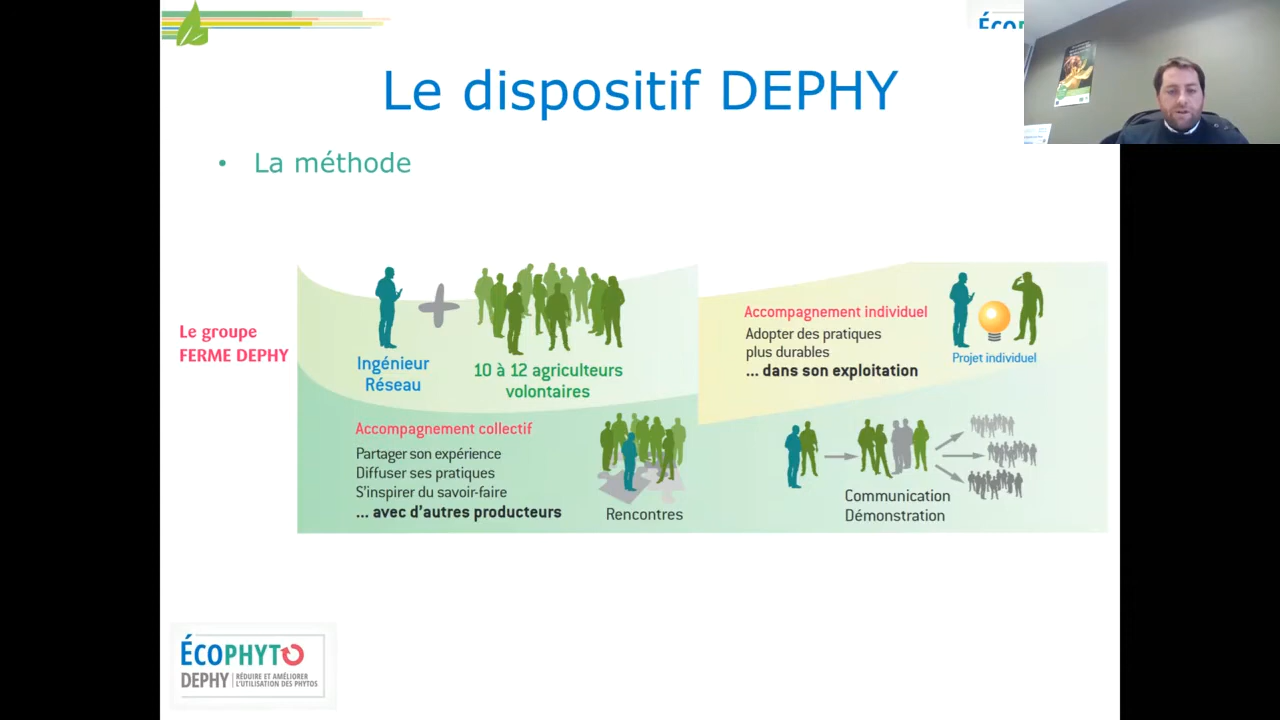 ÉCO
Le dispositif DEPHY
• La méthode
Le groupe
FERME DEPHY
Ingénieur
Réseau
10 à 12 agriculteurs
volontaires
Accompagnement individuel
Adopter des pratiques
plus durables
... dans son exploitation
Projet individuel
Accompagnement collectif
Partager son expérience
Diffuser ses pratiques
S'inspirer du savoir-faire
... avec d'autres producteurs
Rencontres
Communication
Démonstration
ÉCOPHYTO
DEPHY
RÉDUIRE ET AMÉLIORER
L'UTILISATION DES PHYTOS